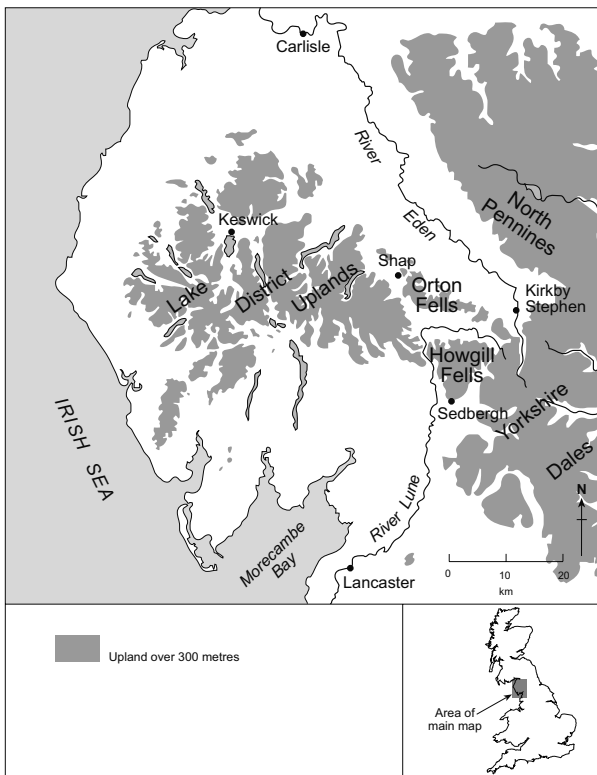 Carlisle
River
Eden
North
Pennines
Keswick
Shap
Lake
District
Uplands
Orton
Fells
Kirkby
Stephen
Howgill
Fells
Sedbergh
Yorkshire
Dales
IRISH SEA
River Lune
Morecambe
Bay
Lancaster
N
0 10 20
km
Upland over 300 metres
Area of
main map